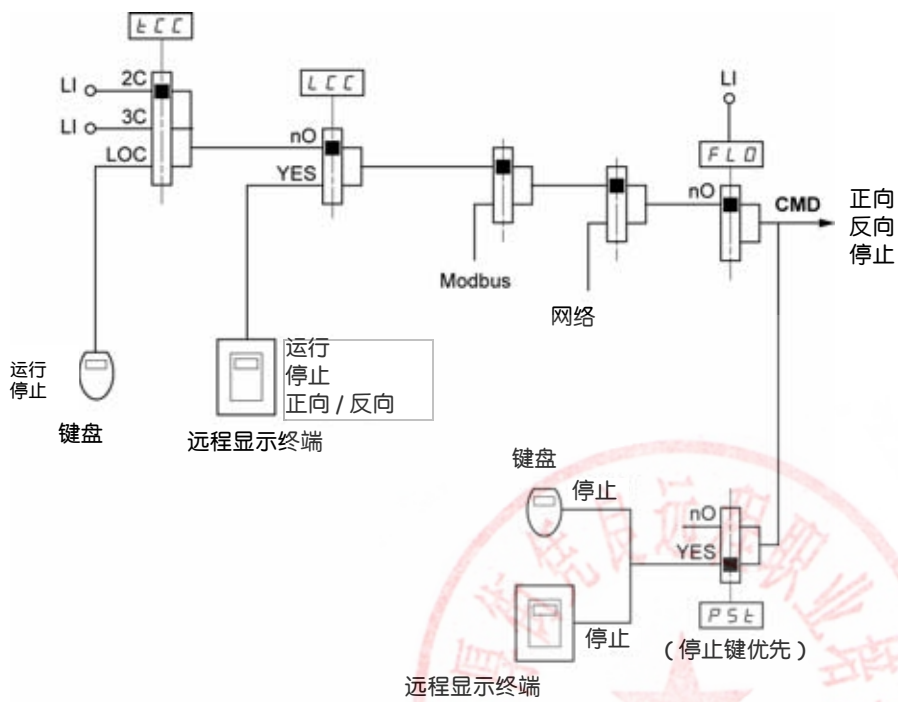 tCC
LCC
LI 2C
LI 3C
LOC
nO
YES
LI
FLO
nO
CMD
正向
反向
停止
Modbus
网络
运行
停止
键盘
运行
停止
正向 / 反向
远程显示终端
键盘
停止
nO
YES
PSt
(停止键优先)
停止
远程显示终端